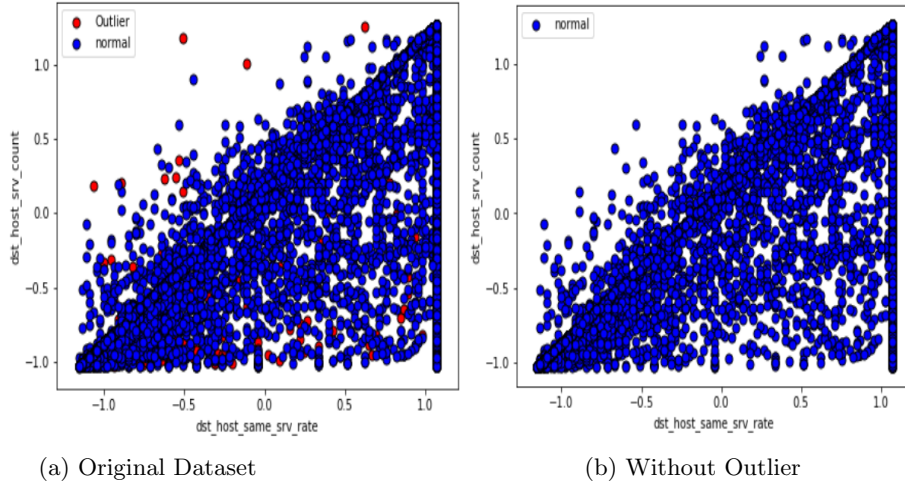 Outlier
normal
1.0
0.5
0.0
−0.5
−1.0
dst_host_srv_count
−1.0
−0.5
0.0
0.5
1.0
dst_host_same_srv_rate
(a) Original Dataset
normal
1.0
0.5
0.0
−0.5
−1.0
dst_host_srv_count
−1.0
−0.5
0.0
0.5
1.0
dst_host_same_srv_rate
(b) Without Outlier